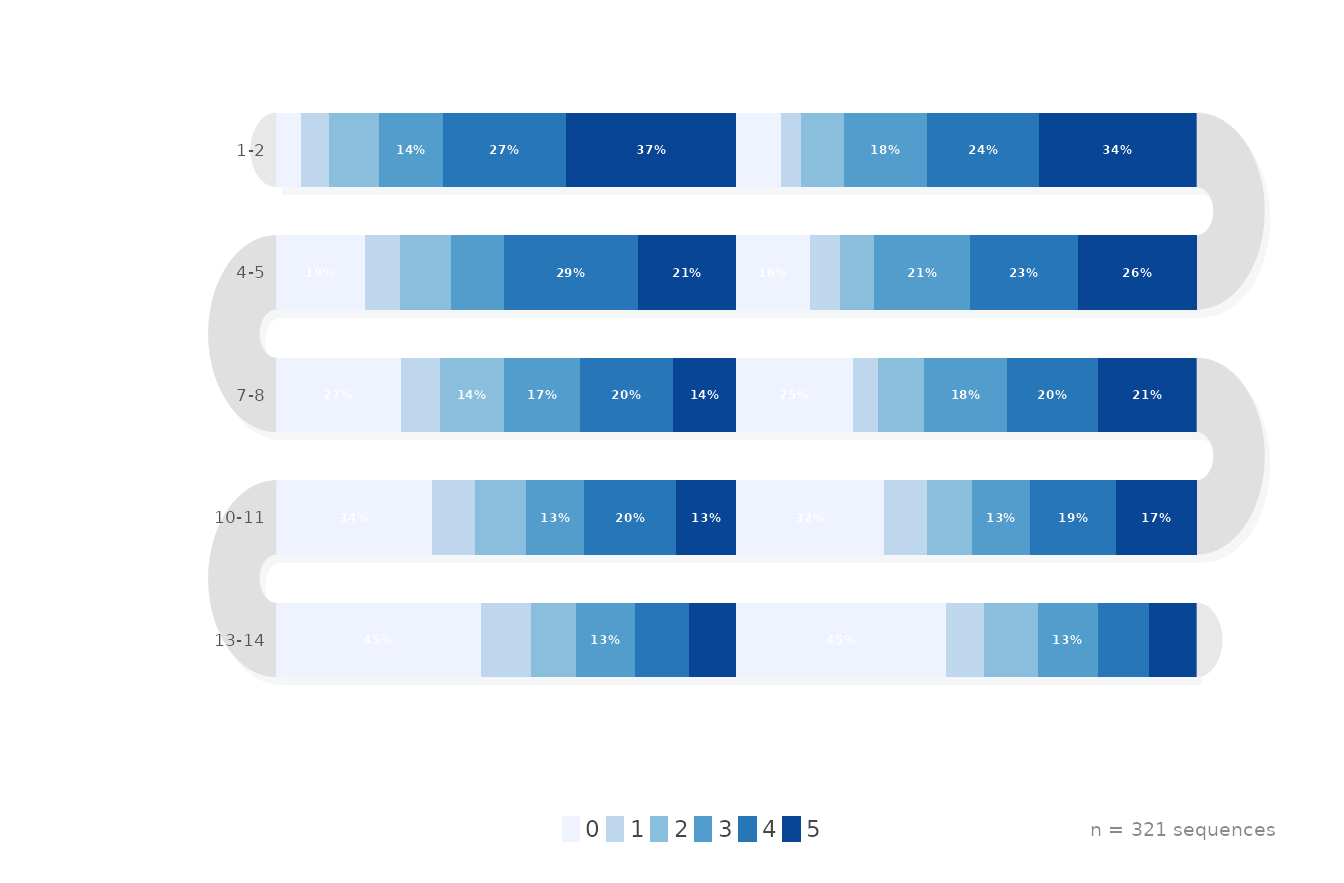 1-2 14% 27% 37% 18% 24% 34%
4-5 19% 29% 21% 16% 21% 23% 26%
7-8 27% 14% 17% 20% 14% 25% 18% 20% 21%
10-11 34% 13% 20% 13% 32% 13% 19% 17%
13-14 45% 13% 45% 13%
0 1 2 3 4 5 n = 321 sequences